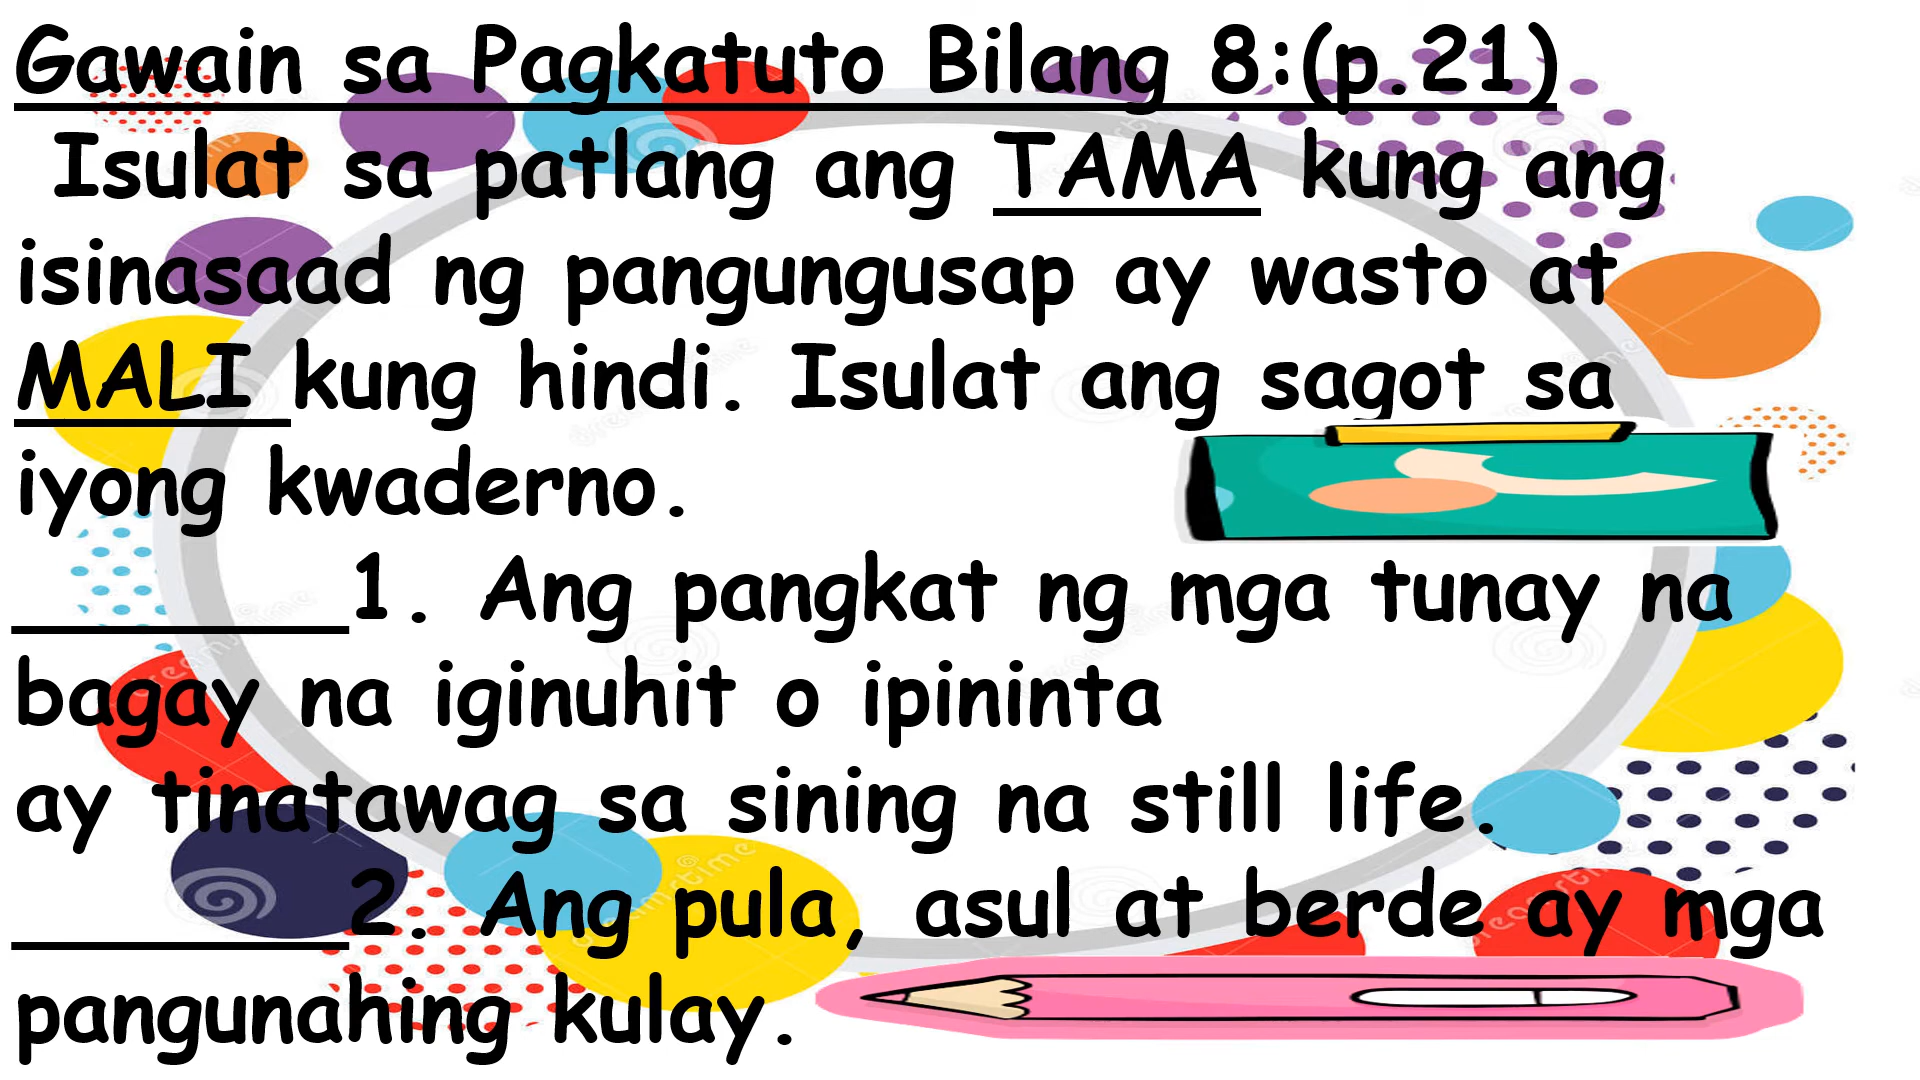 Gawain sa Pagkatuto Bilang 8:(p.21)
Isulat sa patlang ang TAMA kung ang
isinasaad ng pangungusap ay wasto at
MALI kung hindi. Isulat ang sagot sa
iyong kwaderno.
________1. Ang pangkat ng mga tunay na
bagay na iginuhit o ipininta
ay tinatawag sa sining na still life.
________2. Ang pula, asul at berde ay mga
pangunahing kulay.